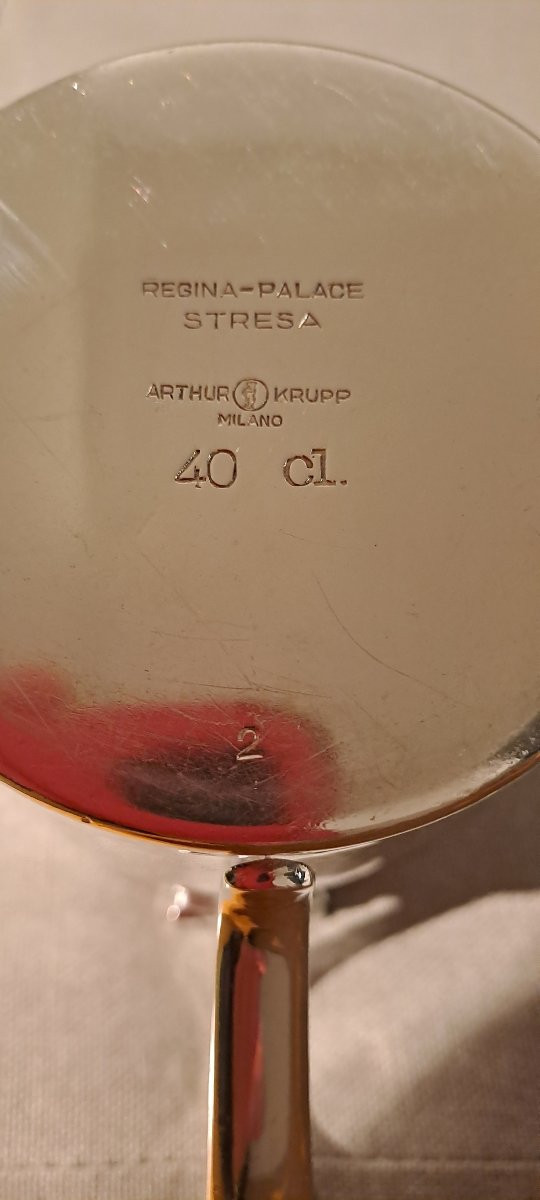 REGINA-PALACE
STRESA
ARTHUR KRUPP
MILANO
40 cl.
2